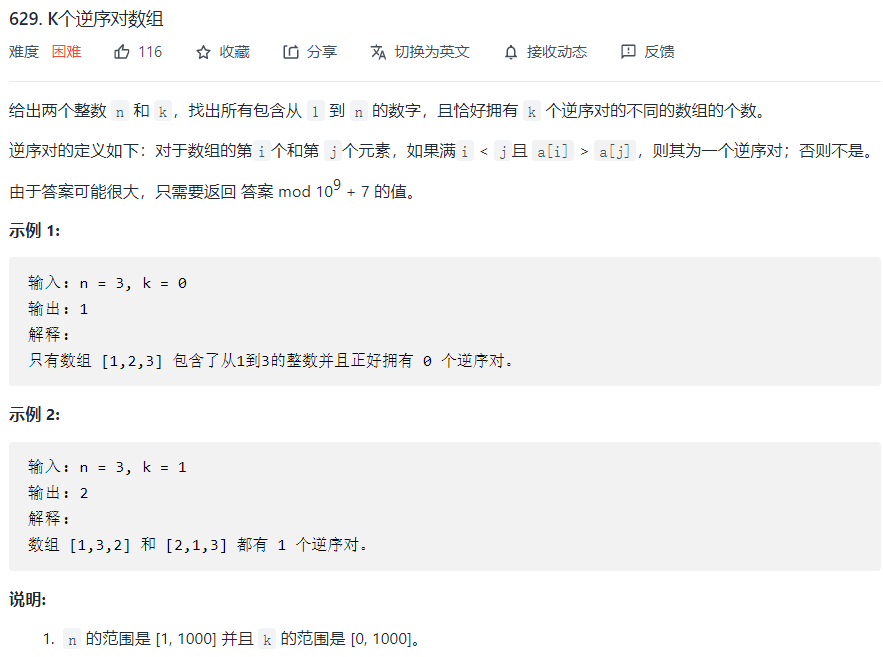 629. K个逆序对数组
难度 困难 116 收藏 分享 切换为英文 接收动态 反馈
给出两个整数 n 和 k，找出所有包含从 1 到 n 的数字，且恰好拥有 k 个逆序对的不同的数组的个数。
逆序对的定义如下：对于数组的第i个和第 j个元素，如果满i < j且 a[i] > a[j]，则其为一个逆序对；否则不是。
由于答案可能很大，只需要返回 答案 mod 10⁹ + 7 的值。
示例 1:
输入: n = 3, k = 0
输出: 1
解释:
只有数组 [1,2,3] 包含了从1到3的整数并且正好拥有 0 个逆序对。
示例 2:
输入: n = 3, k = 1
输出: 2
解释:
数组 [1,3,2] 和 [2,1,3] 都有 1 个逆序对。
说明:
1. n 的范围是 [1, 1000] 并且 k 的范围是 [0, 1000]。